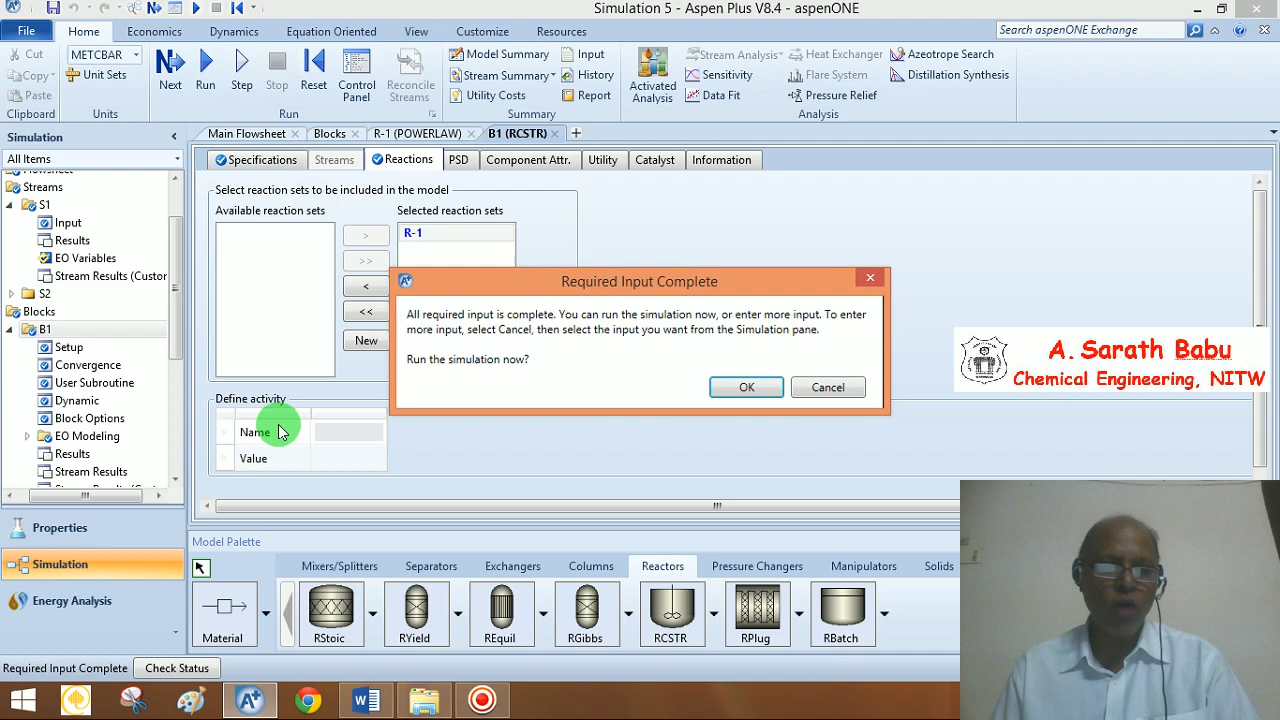 Simulation 5 - Aspen Plus V8.4 - aspenONE
File
Home
Economics
Dynamics
Equation Oriented
View
Customize
Resources
Search aspenONE Exchange
Cut
Copy
Paste
Clipboard
METCBAR
Unit Sets
Units
Next
Run
Step
Stop
Reset
Control Panel
Reconcile Streams
Run
Model Summary
Stream Summary
Utility Costs
Input
History
Report
Summary
Activated Analysis
Stream Analysis
Sensitivity
Data Fit
Heat Exchanger
Flare System
Pressure Relief
Azeotrope Search
Distillation Synthesis
Analysis
Simulation
All Items
Flowsheet
Streams
S1
Input
Results
EO Variables
Stream Results (Custor
S2
Blocks
B1
Setup
Convergence
User Subroutine
Dynamic
Block Options
EO Modeling
Results
Stream Results
Properties
Simulation
Energy Analysis
Main Flowsheet
Blocks
R-1 (POWERLAW)
B1 (RCSTR)
Specifications
Streams
Reactions
PSD
Component Attr.
Utility
Catalyst
Information
Select reaction sets to be included in the model
Available reaction sets
Selected reaction sets
R-1
>
>>
<
<<
New
Define activity
Name
Value
Required Input Complete
All required input is complete. You can run the simulation now, or enter more input. To enter
more input, select Cancel, then select the input you want from the Simulation pane.
Run the simulation now?
OK
Cancel
A. Sarath Babu
Chemical Engineering, NITW
Model Palette
Mixers/Splitters
Separators
Exchangers
Columns
Reactors
Pressure Changers
Manipulators
Solids
Material
RStoic
RYield
REquil
RGibbs
RCSTR
RPlug
RBatch
Required Input Complete
Check Status